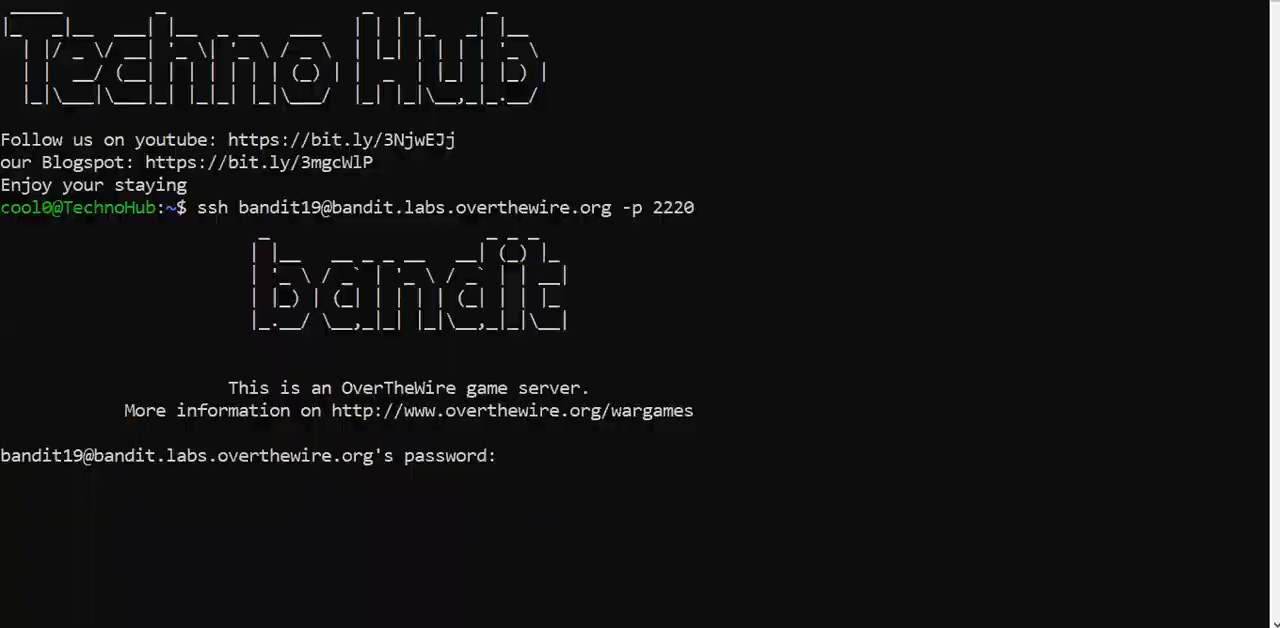 Techno Hub
Follow us on youtube: https://bit.ly/3NjwEJj
our Blogspot: https://bit.ly/3mgcWlP
Enjoy your staying
cool0@TechnoHub:~$ ssh bandit19@bandit.labs.overthewire.org -p 2220
bandit
This is an OverTheWire game server.
More information on http://www.overthewire.org/wargames
bandit19@bandit.labs.overthewire.org's password: